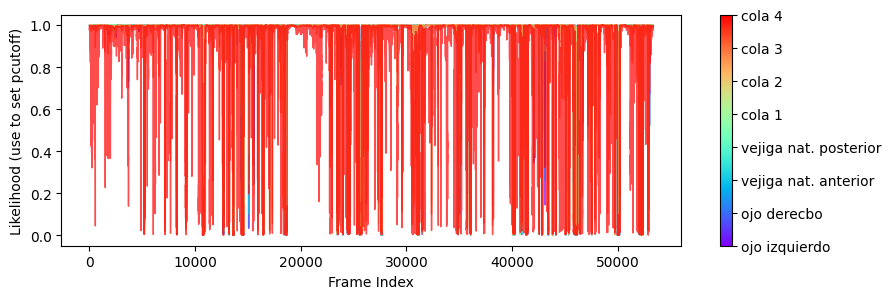 Likelihood (use to set pcutoff)
1.0
0.8
0.6
0.4
0.2
0.0
0
10000
20000
30000
40000
50000
Frame Index
cola 4
cola 3
cola 2
cola 1
vejiga nat. posterior
vejiga nat. anterior
ojo derecbo
ojo izquierdo